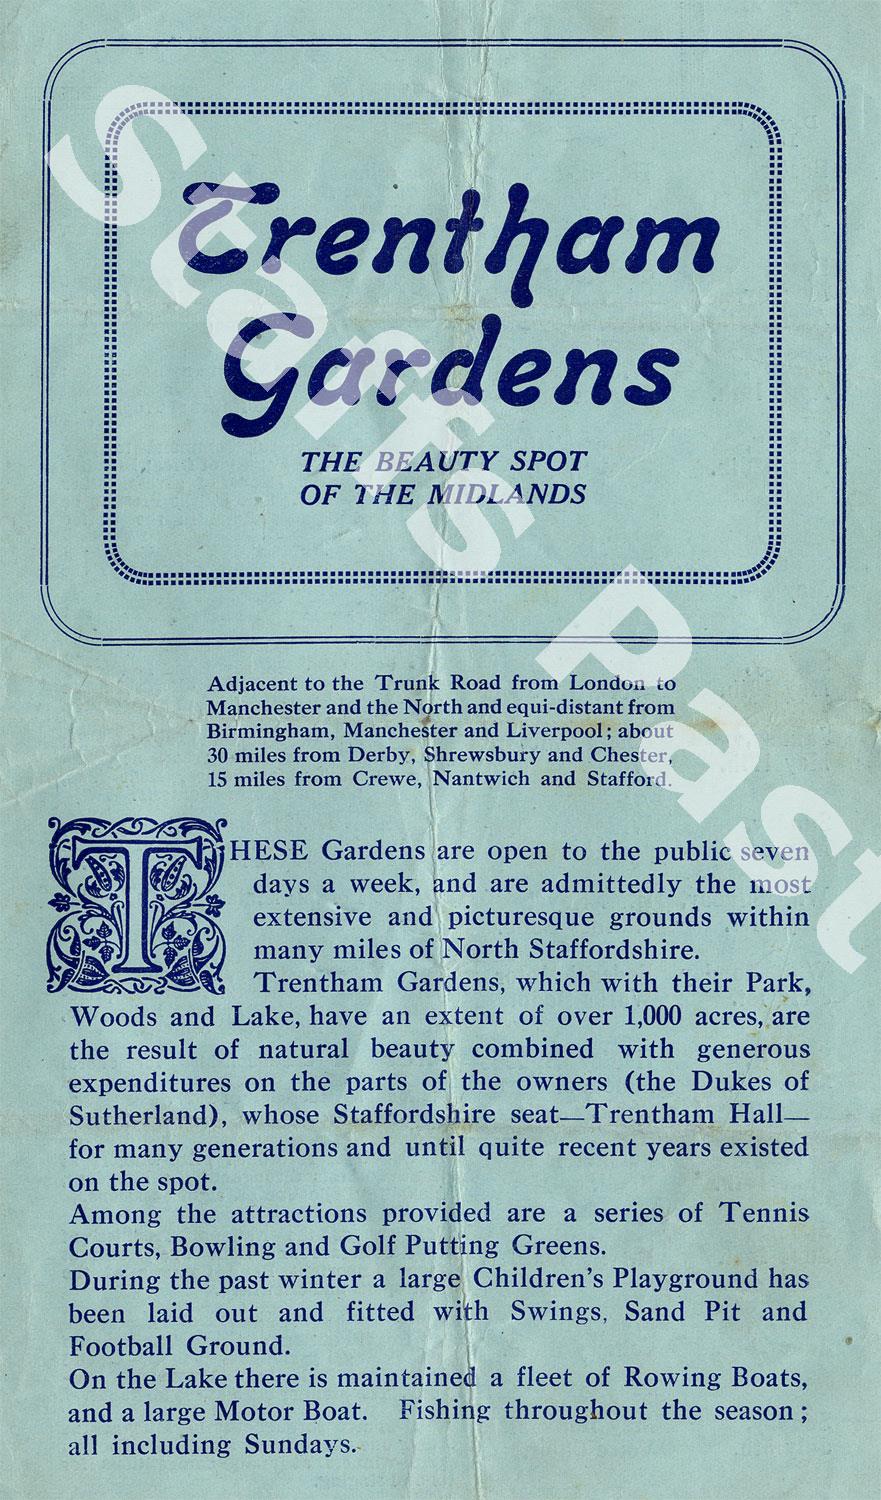 Trentham
Gardens
THE BEAUTY SPOT
OF THE MIDLANDS
Adjacent to the Trunk Road from London to
Manchester and the North and equi-distant from
Birmingham, Manchester and Liverpool; about
30 miles from Derby, Shrewsbury and Chester,
15 miles from Crewe, Nantwich and Stafford.
THESE Gardens are open to the public seven
days a week, and are admittedly the most
extensive and picturesque grounds within
many miles of North Staffordshire.
Trentham Gardens, which with their Park,
Woods and Lake, have an extent of over 1,000 acres, are
the result of natural beauty combined with generous
expenditures on the parts of the owners (the Dukes of
Sutherland), whose Staffordshire seat—Trentham Hall—
for many generations and until quite recent years existed
on the spot.
Among the attractions provided are a series of Tennis
Courts, Bowling and Golf Putting Greens.
During the past winter a large Children's Playground has
been laid out and fitted with Swings, Sand Pit and
Football Ground.
On the Lake there is maintained a fleet of Rowing Boats,
and a large Motor Boat. Fishing throughout the season;
all including Sundays.
Staffs Past